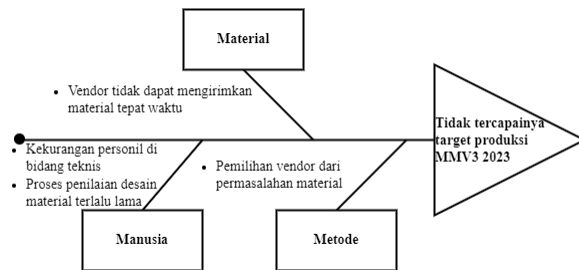 Material
Vendor tidak dapat mengirimkan
material tepat waktu
Tidak tercapainya
target produksi
MMV3 2023
Kekurangan personil di
bidang teknis
Proses penilaian desain
material terlalu lama
Pemilihan vendor dari
permasalahan material
Manusia
Metode